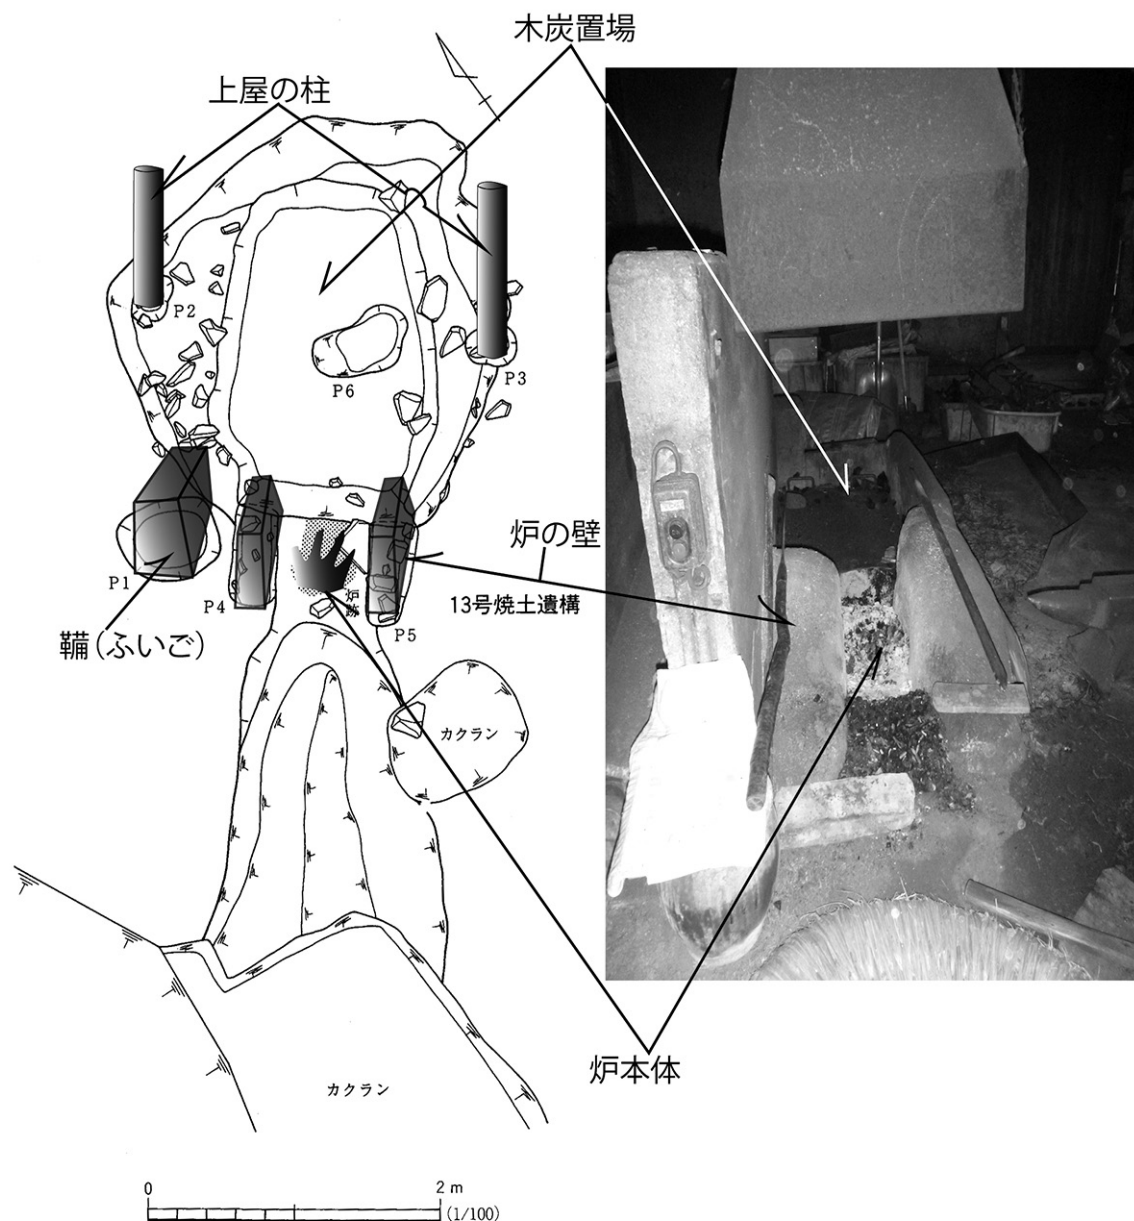 木炭置場
上屋の柱
P2
P3
P6
炉の壁
13号焼土遺構
P1
P4
炉跡
P5
鞴(ふいご)
カクラン
炉本体
カクラン
0 2 m
(1/100)